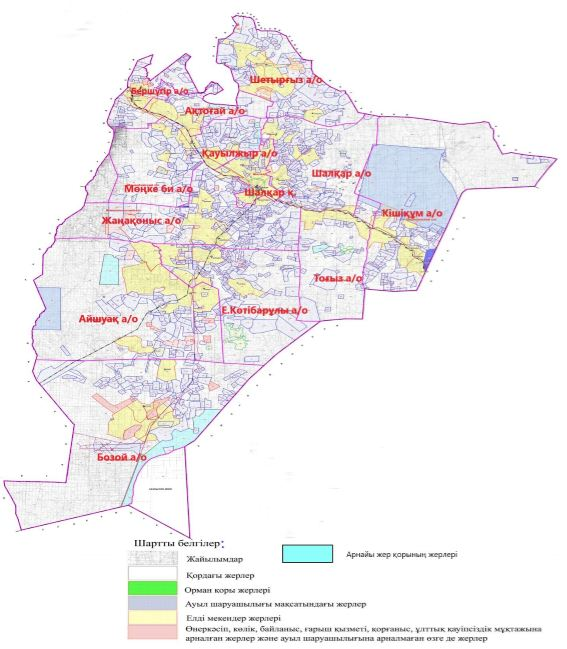 Шетырғыз а/о
Бершүгір а/о
Ақтоғай а/о
Қауылжыр а/о
Шалқар а/о
Мөңке би а/о
Шалқар қ.
Жаңақоныс а/о
Кішіқұм а/о
Тоғыз а/о
Айшуақ а/о
Е.Көтібарұлы а/о
Бозой а/о
Шартты белгілер:
Жайылымдар
Арнайы жер қорының жерлері
Қордағы жерлер
Орман қоры жерлері
Ауыл шаруашылығы мақсатындағы жерлер
Елді мекендер жерлері
Өнеркәсіп, көлік, байланыс, ғарыш қызметі, қорғаныс, ұлттық қауіпсіздік мұқтажына
арналған жерлер және ауыл шаруашылығына арналмаған өзге де жерлер